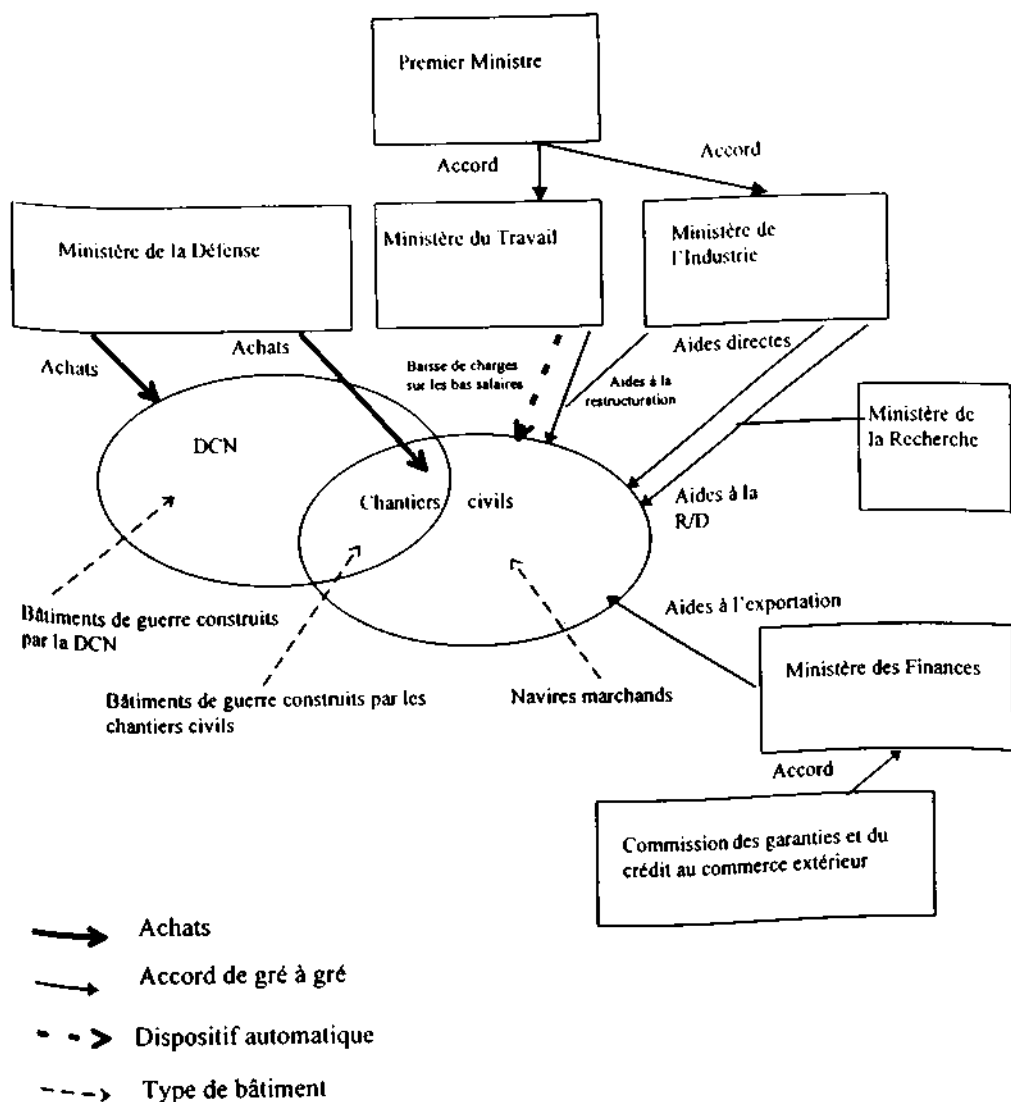 Premier Ministre
Accord
Accord
Ministère de la Défense
Ministère du Travail
Ministère de
l'Industrie
Achats
Achats
Baisse de charges
sur les bas salaires
Aides à la
restructuration
Aides directes
Ministère de
la Recherche
DCN
Chantiers civils
Aides à la
R/D
Bâtiments de guerre construits
par la DCN
Aides à l'exportation
Bâtiments de guerre construits par les
chantiers civils
Navires marchands
Ministère des Finances
Accord
Commission des garanties et du
crédit au commerce extérieur
Achats
Accord de gré à gré
Dispositif automatique
Type de bâtiment